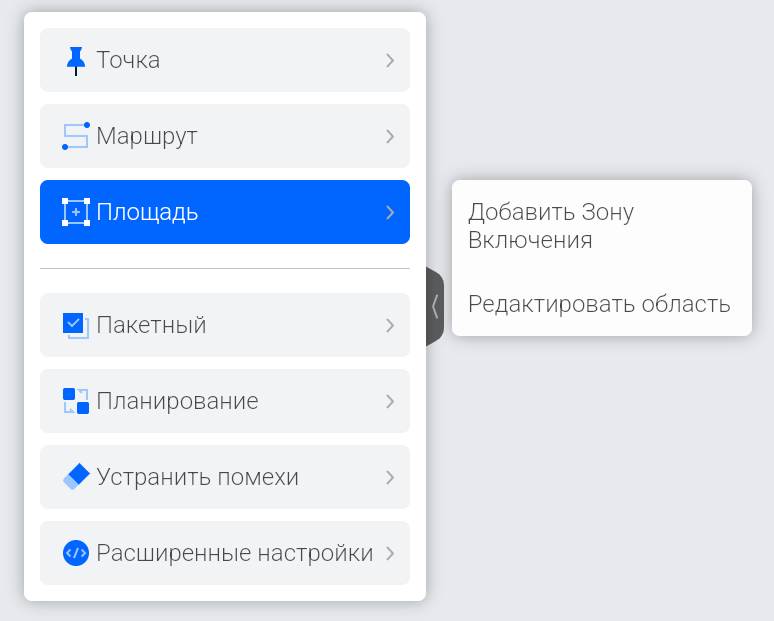 Точка
Маршрут
Площадь
Добавить Зону
Включения
Редактировать область
Пакетный
Планирование
Устранить помехи
Расширенные настройки